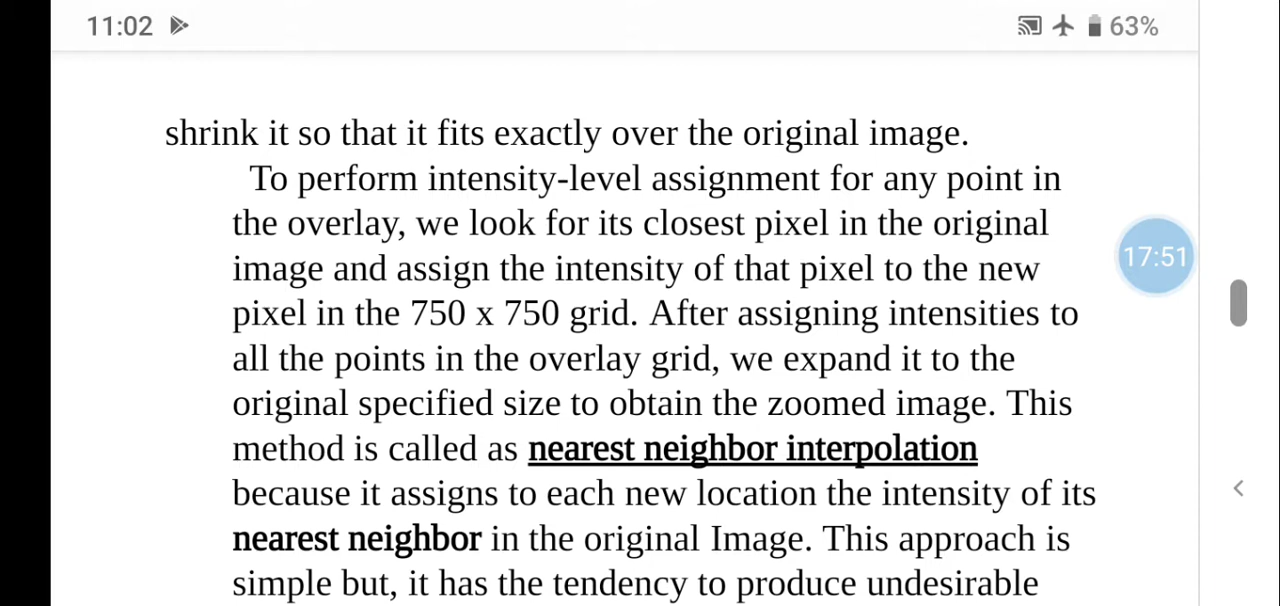 11:02 63%
shrink it so that it fits exactly over the original image.
To perform intensity-level assignment for any point in
the overlay, we look for its closest pixel in the original
image and assign the intensity of that pixel to the new
pixel in the 750 x 750 grid. After assigning intensities to
all the points in the overlay grid, we expand it to the
original specified size to obtain the zoomed image. This
method is called as nearest neighbor interpolation
because it assigns to each new location the intensity of its
nearest neighbor in the original Image. This approach is
simple but, it has the tendency to produce undesirable
17:51